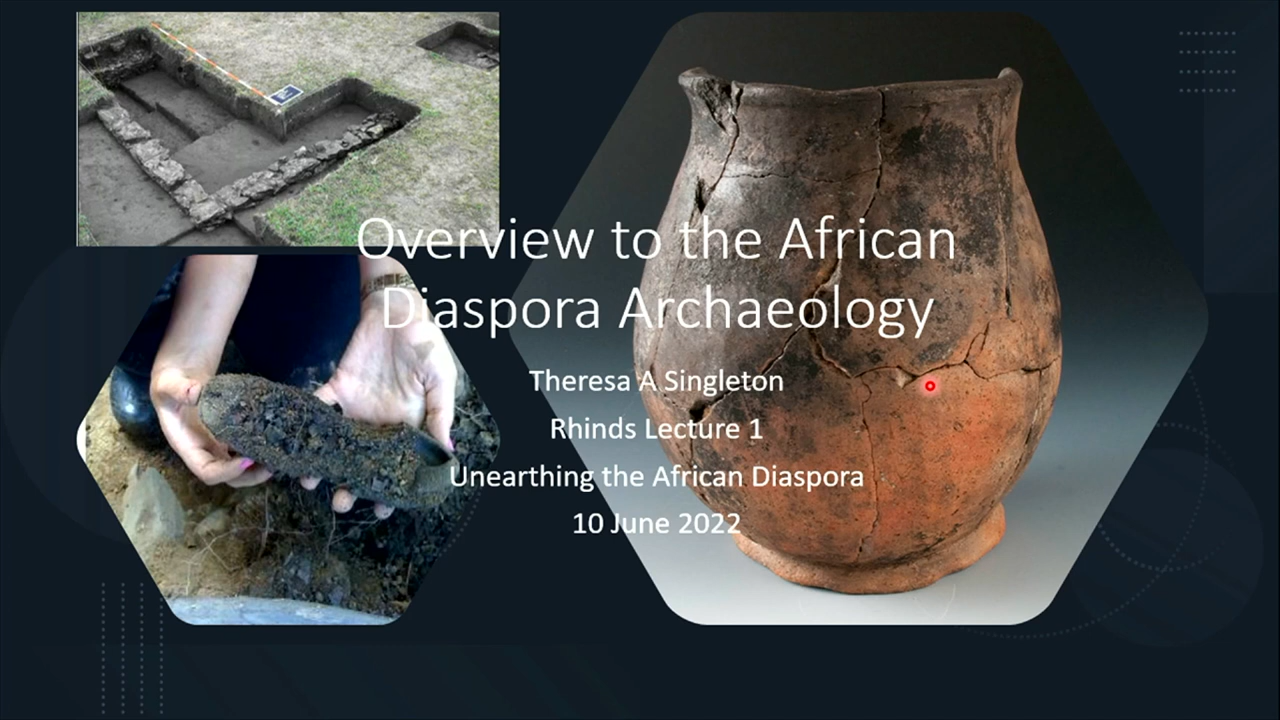 Overview to the African
Diaspora Archaeology
Theresa A Singleton
Rhinds Lecture 1
Unearthing the African Diaspora
10 June 2022